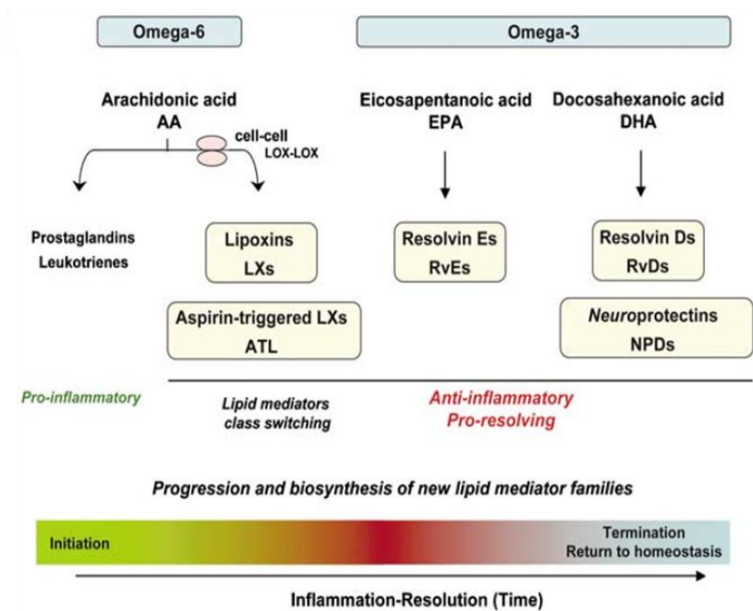 Omega-6
Omega-3
Arachidonic acid
AA
cell-cell
LOX-LOX
Eicosapentanoic acid
EPA
Docosahexanoic acid
DHA
Prostaglandins
Leukotrienes
Lipoxins
LXs
Resolvin Es
RvEs
Resolvin Ds
RvDs
Aspirin-triggered LXs
ATL
Neuroprotectins
NPDs
Pro-inflammatory
Lipid mediators
class switching
Anti-inflammatory
Pro-resolving
Progression and biosynthesis of new lipid mediator families
Initiation
Termination
Return to homeostasis
Inflammation-Resolution (Time)